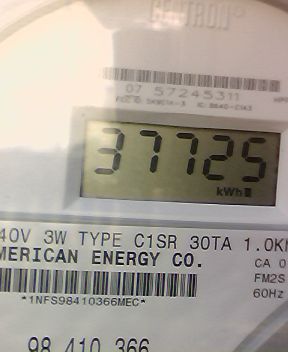 CENTRON®
07 57245311
37725
kWh
40V 3W TYPE C1SR 30TA 1.0K
MERICAN ENERGY CO.
CA 0
FM2S
*1NFS98410366MEC*
60Hz
98 410 366